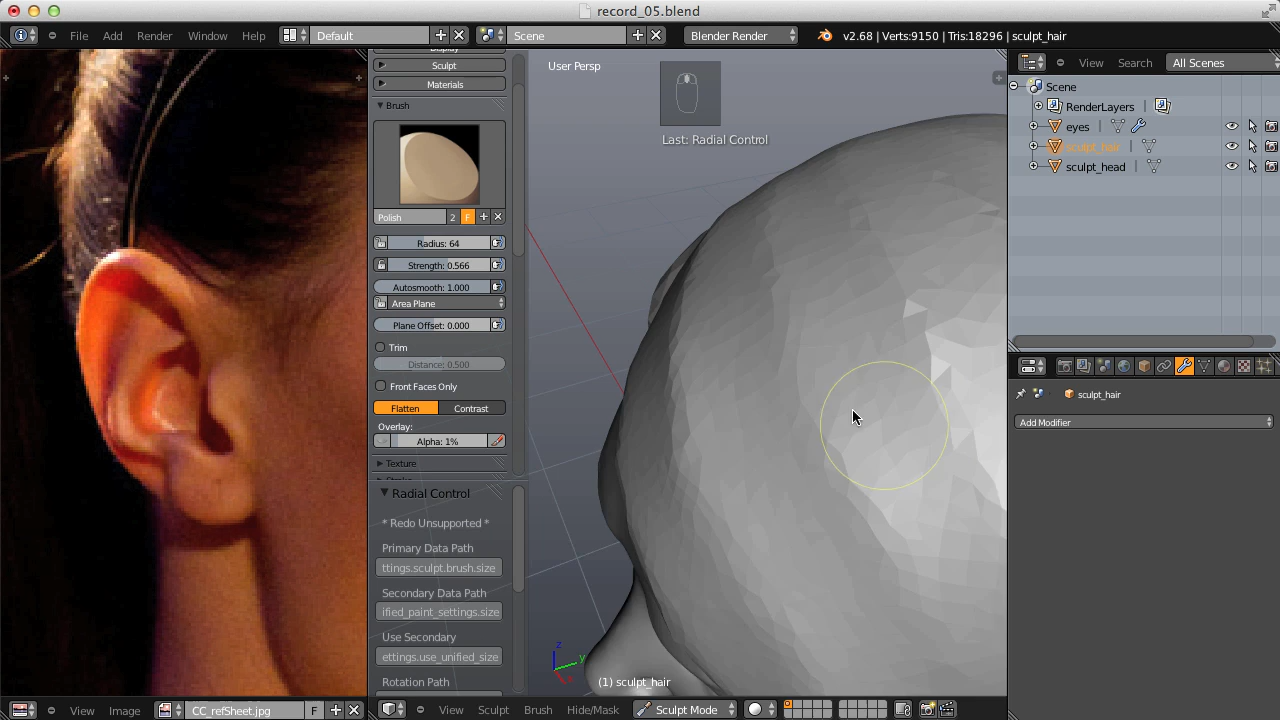 record_05.blend
File Add Render Window Help Default Scene Blender Render v2.68 | Verts:9150 | Tris:18296 | sculpt_hair
Display
Sculpt
Materials
Brush
Polish 2 F
Radius: 64
Strength: 0.566
Autosmooth: 1.000
Area Plane
Plane Offset: 0.000
Trim
Distance: 0.500
Front Faces Only
Flatten Contrast
Overlay:
Alpha: 1%
Texture
Stroke
Radial Control
* Redo Unsupported *
Primary Data Path
ttings.sculpt.brush.size
Secondary Data Path
ified_paint_settings.size
Use Secondary
ettings.use_unified_size
Rotation Path
User Persp
Last: Radial Control
z
y
x
(1) sculpt_hair
View Search All Scenes
Scene
RenderLayers
eyes
sculpt_hair
sculpt_head
sculpt_hair
Add Modifier
View Image CC_refSheet.jpg F
View Sculpt Brush Hide/Mask Sculpt Mode